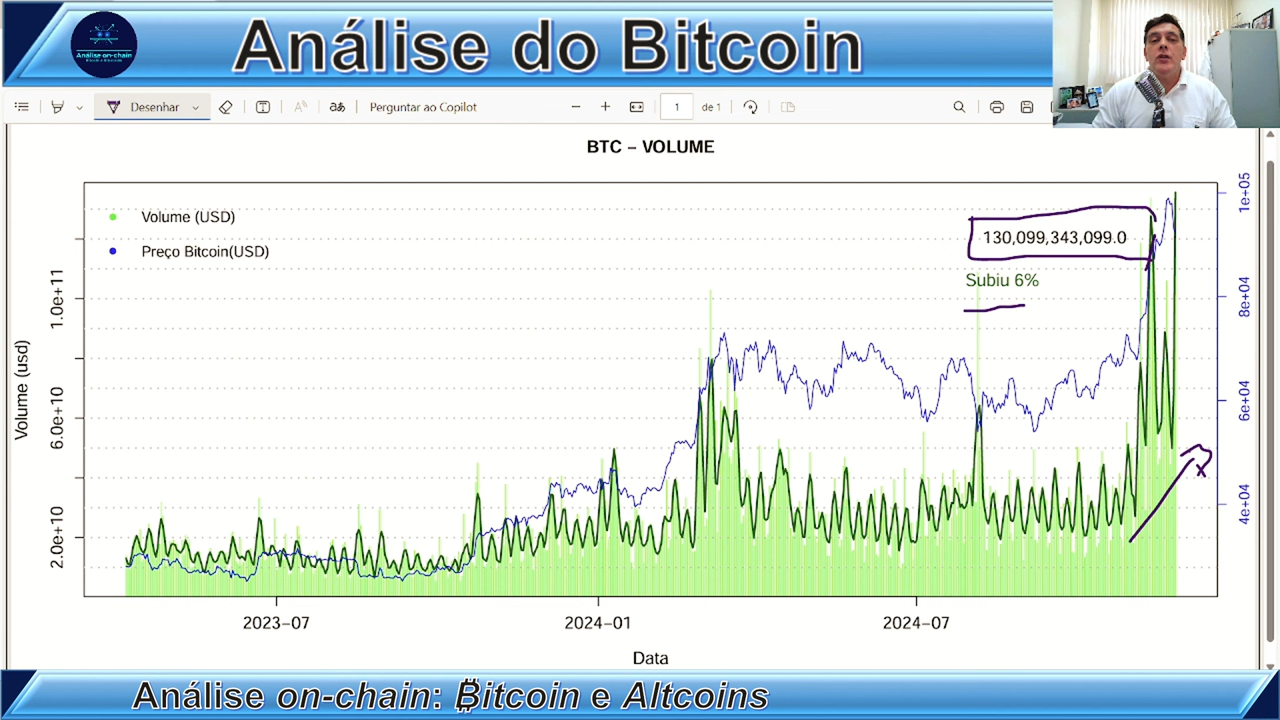 Análise do Bitcoin
Análise on-chain
Desenhar
aあ
Perguntar ao Copilot
1
de 1
BTC – VOLUME
Volume (USD)
Preço Bitcoin(USD)
130,099,343,099.0
Subiu 6%
Volume (usd)
2.0e+10
6.0e+10
1.0e+11
4e+04
6e+04
8e+04
1e+05
2023–07
2024–01
2024–07
Data
Análise on-chain: ₿itcoin e Altcoins